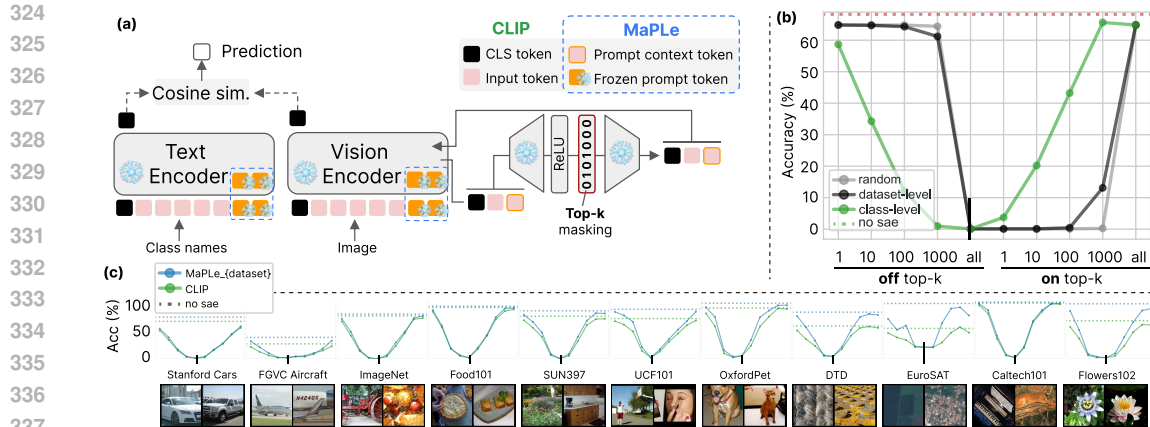 324
325
326
327
328
329
330
331
332
333
334
335
336
337
(a)
Prediction
Cosine sim.
Text
Encoder
Vision
Encoder
Class names
Image
CLIP
MaPLe
CLS token
Input token
Prompt context token
Frozen prompt token
ReLU
0101000
Top-k
masking
(b)
Accuracy (%)
60
50
40
30
20
10
0
random
dataset-level
class-level
no sae
1 10 100 1000 all 1 10 100 1000 all
off top-k on top-k
(c)
MaPLe_{dataset}
CLIP
no sae
Acc (%)
100
50
0
Stanford Cars FGVC Aircraft ImageNet Food101 SUN397 UCF101 OxfordPet DTD EuroSAT Caltech101 Flowers102
N424DS